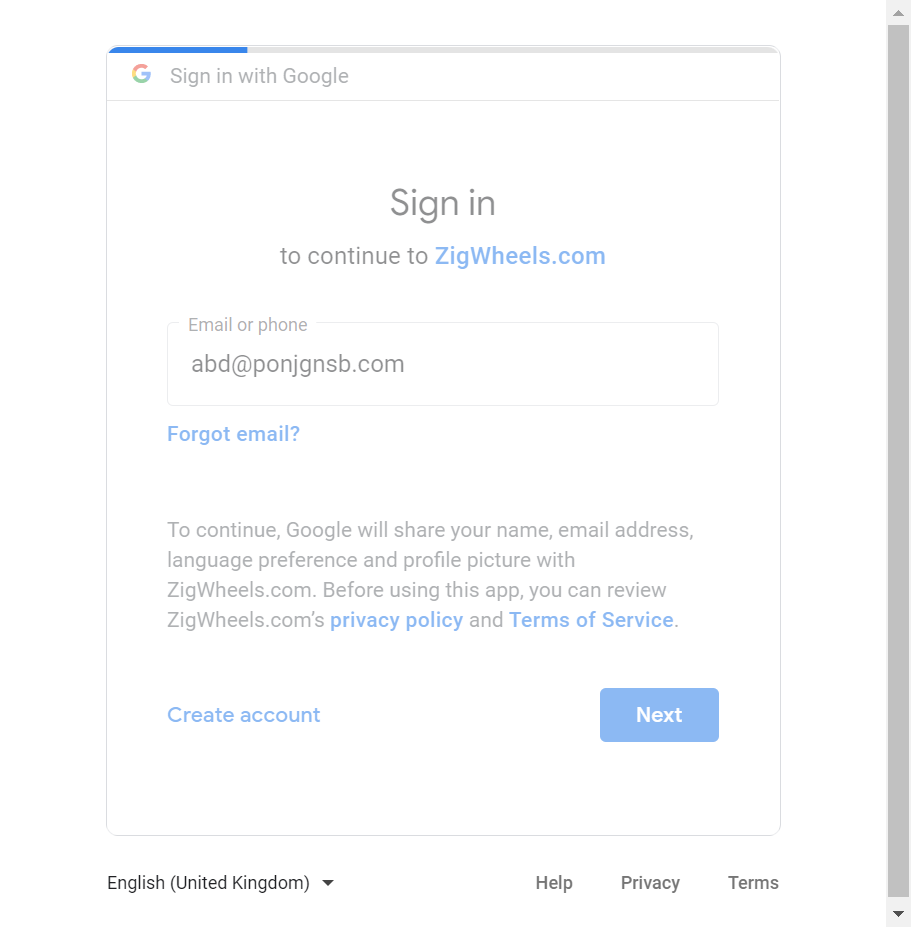 Sign in with Google
Sign in
to continue to ZigWheels.com
Email or phone
abd@ponjgnsb.com
Forgot email?
To continue, Google will share your name, email address,
language preference and profile picture with
ZigWheels.com. Before using this app, you can review
ZigWheels.com’s privacy policy and Terms of Service.
Create account
Next
English (United Kingdom)
Help
Privacy
Terms